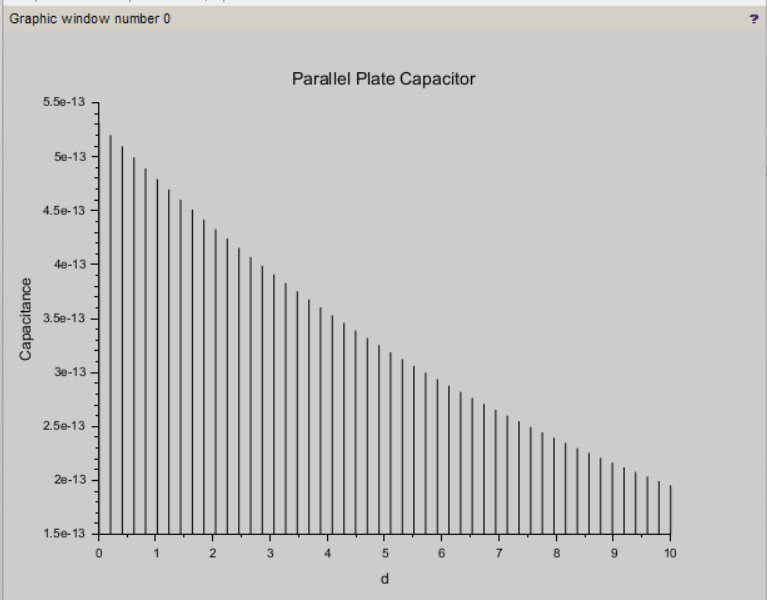 Graphic window number 0
?
Parallel Plate Capacitor
5.5e-13
5e-13
4.5e-13
4e-13
3.5e-13
3e-13
2.5e-13
2e-13
1.5e-13
Capacitance
0 1 2 3 4 5 6 7 8 9 10
d